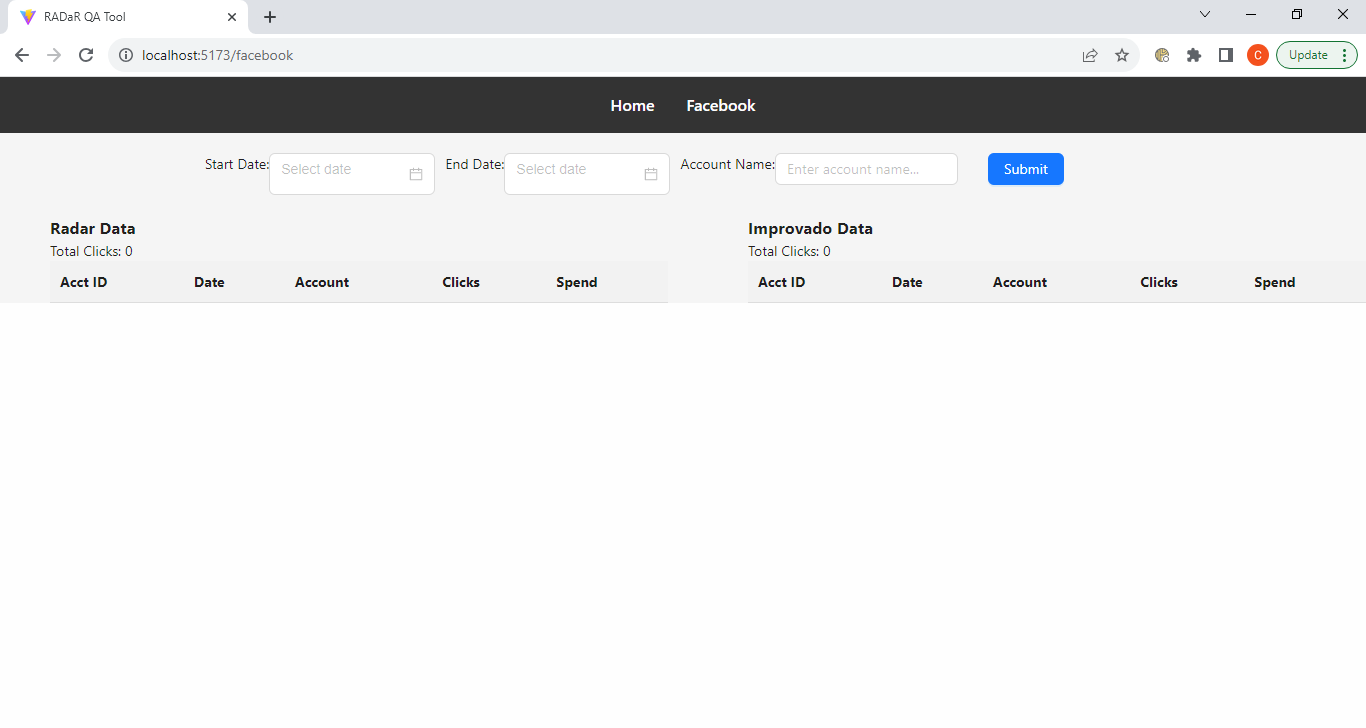 RADaR QA Tool
localhost:5173/facebook
C
Update
Home Facebook
Start Date: Select date End Date: Select date Account Name: Enter account name... Submit
Radar Data
Total Clicks: 0
Acct ID Date Account Clicks Spend
Improvado Data
Total Clicks: 0
Acct ID Date Account Clicks Spend